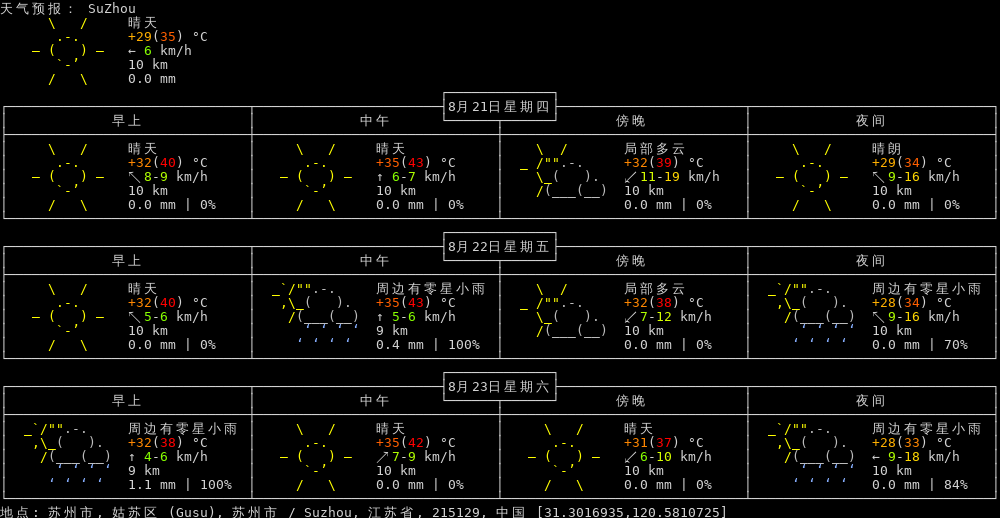 天气预报: SuZhou
晴天
+29(35) °C
← 6 km/h
10 km
0.0 mm
8月21日星期四
早上 中午 傍晚 夜间
晴天 晴天 局部多云 晴朗
+32(40) °C +35(43) °C +32(39) °C +29(34) °C
↖ 8-9 km/h ↑ 6-7 km/h ↙ 11-19 km/h ↖ 9-16 km/h
10 km 10 km 10 km 10 km
0.0 mm | 0% 0.0 mm | 0% 0.0 mm | 0% 0.0 mm | 0%
8月22日星期五
早上 中午 傍晚 夜间
晴天 周边有零星小雨 局部多云 周边有零星小雨
+32(40) °C +35(43) °C +32(38) °C +28(34) °C
↖ 5-6 km/h ↑ 5-6 km/h ↙ 7-12 km/h ↖ 9-16 km/h
10 km 9 km 10 km 10 km
0.0 mm | 0% 0.4 mm | 100% 0.0 mm | 0% 0.0 mm | 70%
8月23日星期六
早上 中午 傍晚 夜间
周边有零星小雨 晴天 晴天 周边有零星小雨
+32(38) °C +35(42) °C +31(37) °C +28(33) °C
↑ 4-6 km/h ↗ 7-9 km/h ↙ 6-10 km/h ← 9-18 km/h
9 km 10 km 10 km 10 km
1.1 mm | 100% 0.0 mm | 0% 0.0 mm | 0% 0.0 mm | 84%
地点: 苏州市, 姑苏区 (Gusu), 苏州市 / Suzhou, 江苏省, 215129, 中国 [31.3016935,120.5810725]